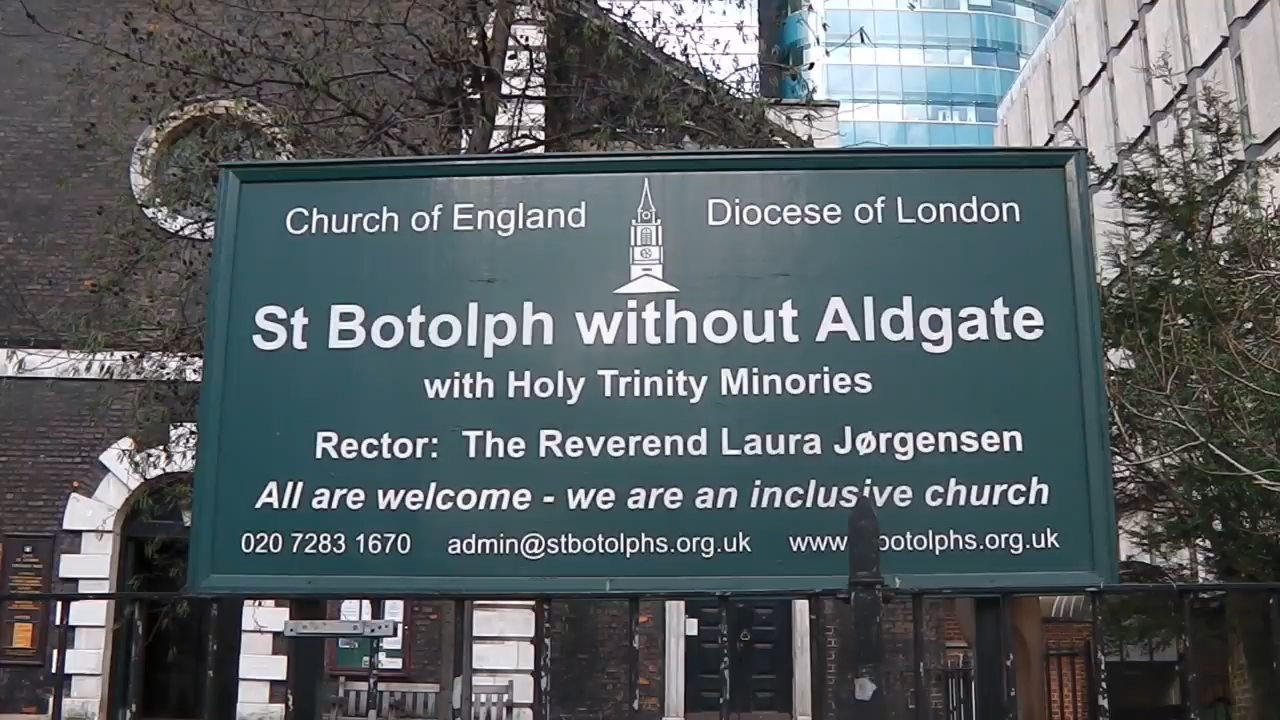 Church of England Diocese of London
St Botolph without Aldgate
with Holy Trinity Minories
Rector: The Reverend Laura Jørgensen
All are welcome - we are an inclusive church
020 7283 1670 admin@stbotolphs.org.uk www. botolphs.org.uk